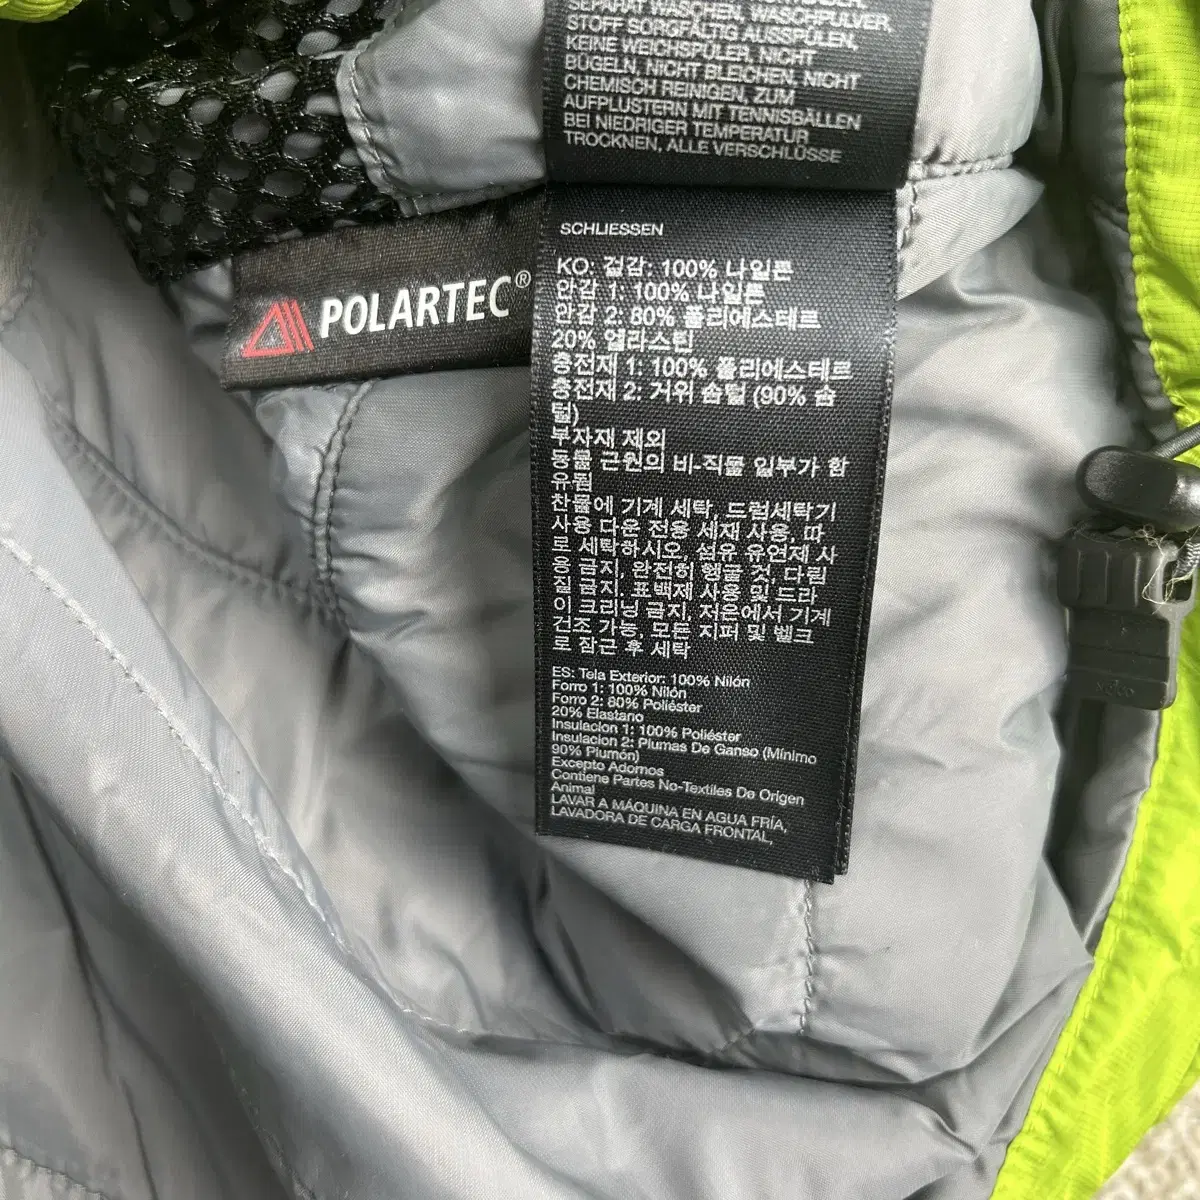 SEPARAT WASCHEN, WASCHPULVER,
STOFF SORGFÄLTIG AUSSPÜLEN,
KEINE WEICHSPÜLER, NICHT
BÜGELN, NICHT BLEICHEN, NICHT
CHEMISCH REINIGEN, ZUM
AUFPLUSTERN MIT TENNISBÄLLEN
BEI NIEDRIGER TEMPERATUR
TROCKNEN, ALLE VERSCHLÜSSE
SCHLIESSEN
POLARTEC®
KO: 겉감: 100% 나일론
안감 1: 100% 나일론
안감 2: 80% 폴리에스테르
20% 엘라스틴
충전재 1: 100% 폴리에스테르
충전재 2: 거위 솜털 (90% 솜
털)
부자재 제외
동물 근원의 비-직물 일부가 함
유됨
찬물에 기계 세탁, 드럼세탁기
사용 다운 전용 세제 사용, 따
로 세탁하시오, 섬유 유연제 사
용 금지, 완전히 헹굴 것, 다림
질 금지, 표백제 사용 및 드라
이 크리닝 금지, 저온에서 기계
건조 가능, 모든 지퍼 및 벨크
로 잠근 후 세탁
ES: Tela Exterior: 100% Nilón
Forro 1: 100% Nilón
Forro 2: 80% Poliéster
20% Elastano
Insulacion 1: 100% Poliéster
Insulacion 2: Plumas De Ganso (Mínimo
90% Plumón)
Excepto Adornos
Contiene Partes No-Textiles De Origen
Animal
LAVAR A MÁQUINA EN AGUA FRÍA,
LAVADORA DE CARGA FRONTAL,